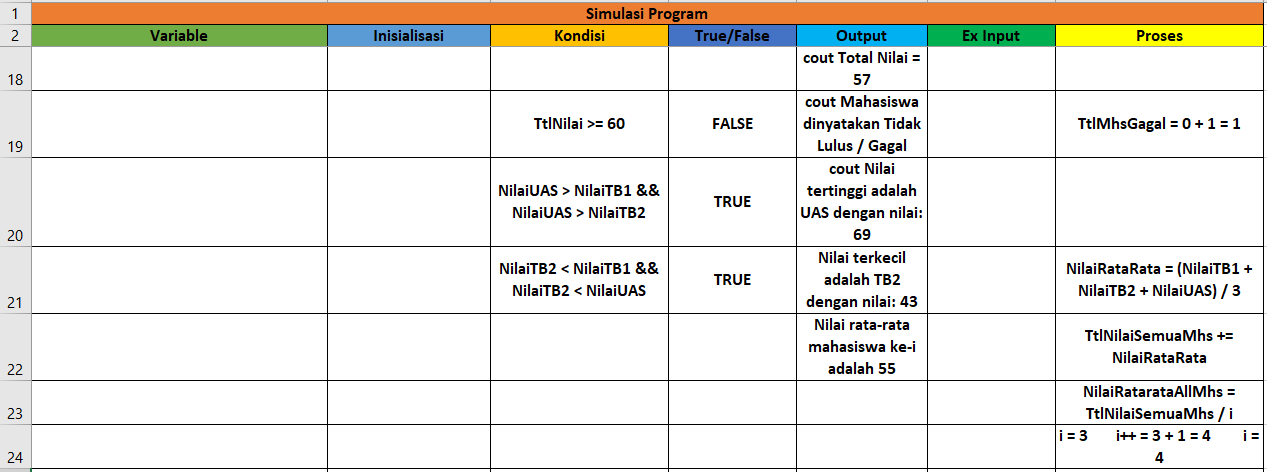 1 Simulasi Program
2 Variable Inisialisasi Kondisi True/False Output Ex Input Proses
18 cout Total Nilai =
57
19 TtlNilai >= 60 FALSE cout Mahasiswa
dinyatakan Tidak
Lulus / Gagal
TtlMhsGagal = 0 + 1 = 1
20 NilaiUAS > NilaiTB1 &&
NilaiUAS > NilaiTB2
TRUE
cout Nilai
tertinggi adalah
UAS dengan nilai:
69
21 NilaiTB2 < NilaiTB1 &&
NilaiTB2 < NilaiUAS
TRUE
Nilai terkecil
adalah TB2
dengan nilai: 43
NilaiRataRata = (NilaiTB1 +
NilaiTB2 + NilaiUAS) / 3
22 Nilai rata-rata
mahasiswa ke-i
adalah 55
TtlNilaiSemuaMhs +=
NilaiRataRata
23 NilaiRatarataAllMhs =
TtlNilaiSemuaMhs / i
24 i = 3 i++ = 3 + 1 = 4 i =
4